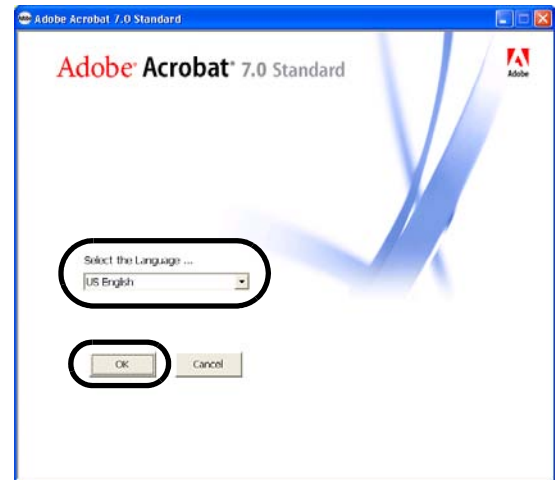 Adobe Acrobat 7.0 Standard
Adobe® Acrobat® 7.0 Standard
Adobe
Select the Language ...
US English
OK
Cancel